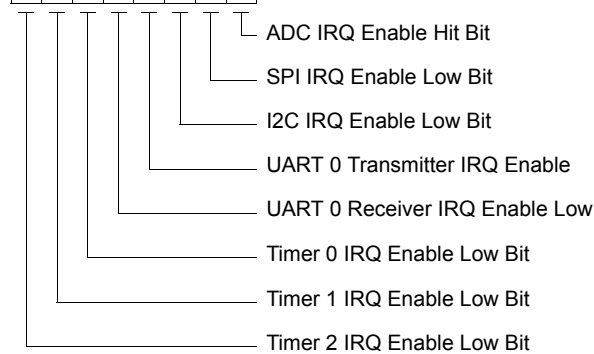 ADC IRQ Enable Hit Bit
SPI IRQ Enable Low Bit
I2C IRQ Enable Low Bit
UART 0 Transmitter IRQ Enable
UART 0 Receiver IRQ Enable Low
Timer 0 IRQ Enable Low Bit
Timer 1 IRQ Enable Low Bit
Timer 2 IRQ Enable Low Bit